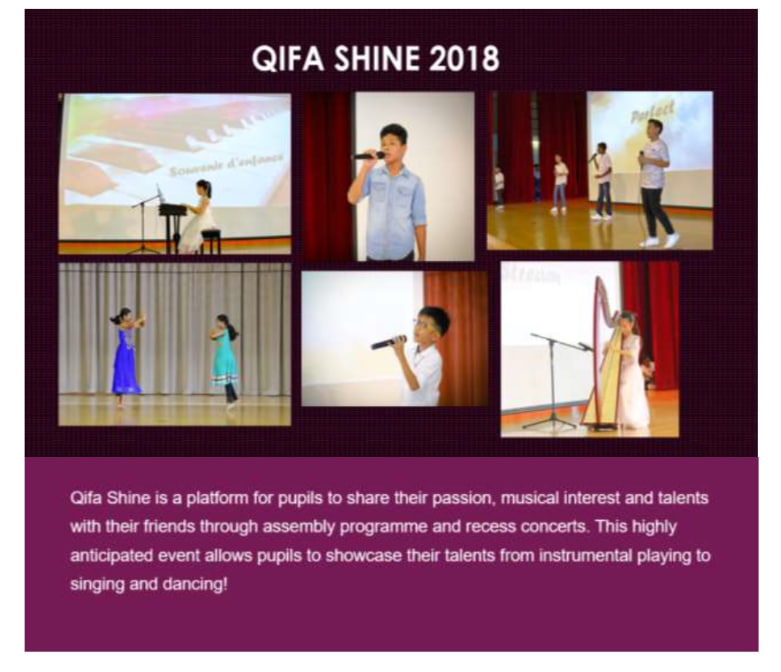 QIFA SHINE 2018
Souvenir d'enfance
Perfect
Stream
Qifa Shine is a platform for pupils to share their passion, musical interest and talents
with their friends through assembly programme and recess concerts. This highly
anticipated event allows pupils to showcase their talents from instrumental playing to
singing and dancing!